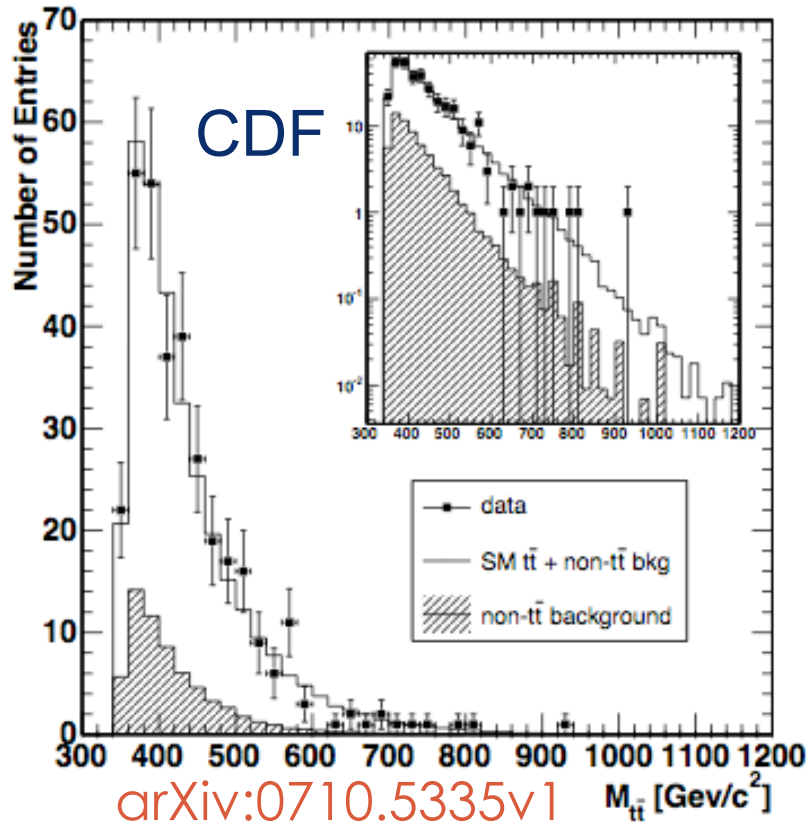 Number of Entries
70
60
50
40
30
20
10
0
CDF
10
1
10⁻¹
10⁻²
300 400 500 600 700 800 900 1000 1100 1200
data
SM tt̄ + non-tt̄ bkg
non-tt̄ background
300 400 500 600 700 800 900 1000 1100 1200
arXiv:0710.5335v1
M_tt̄ [Gev/c²]